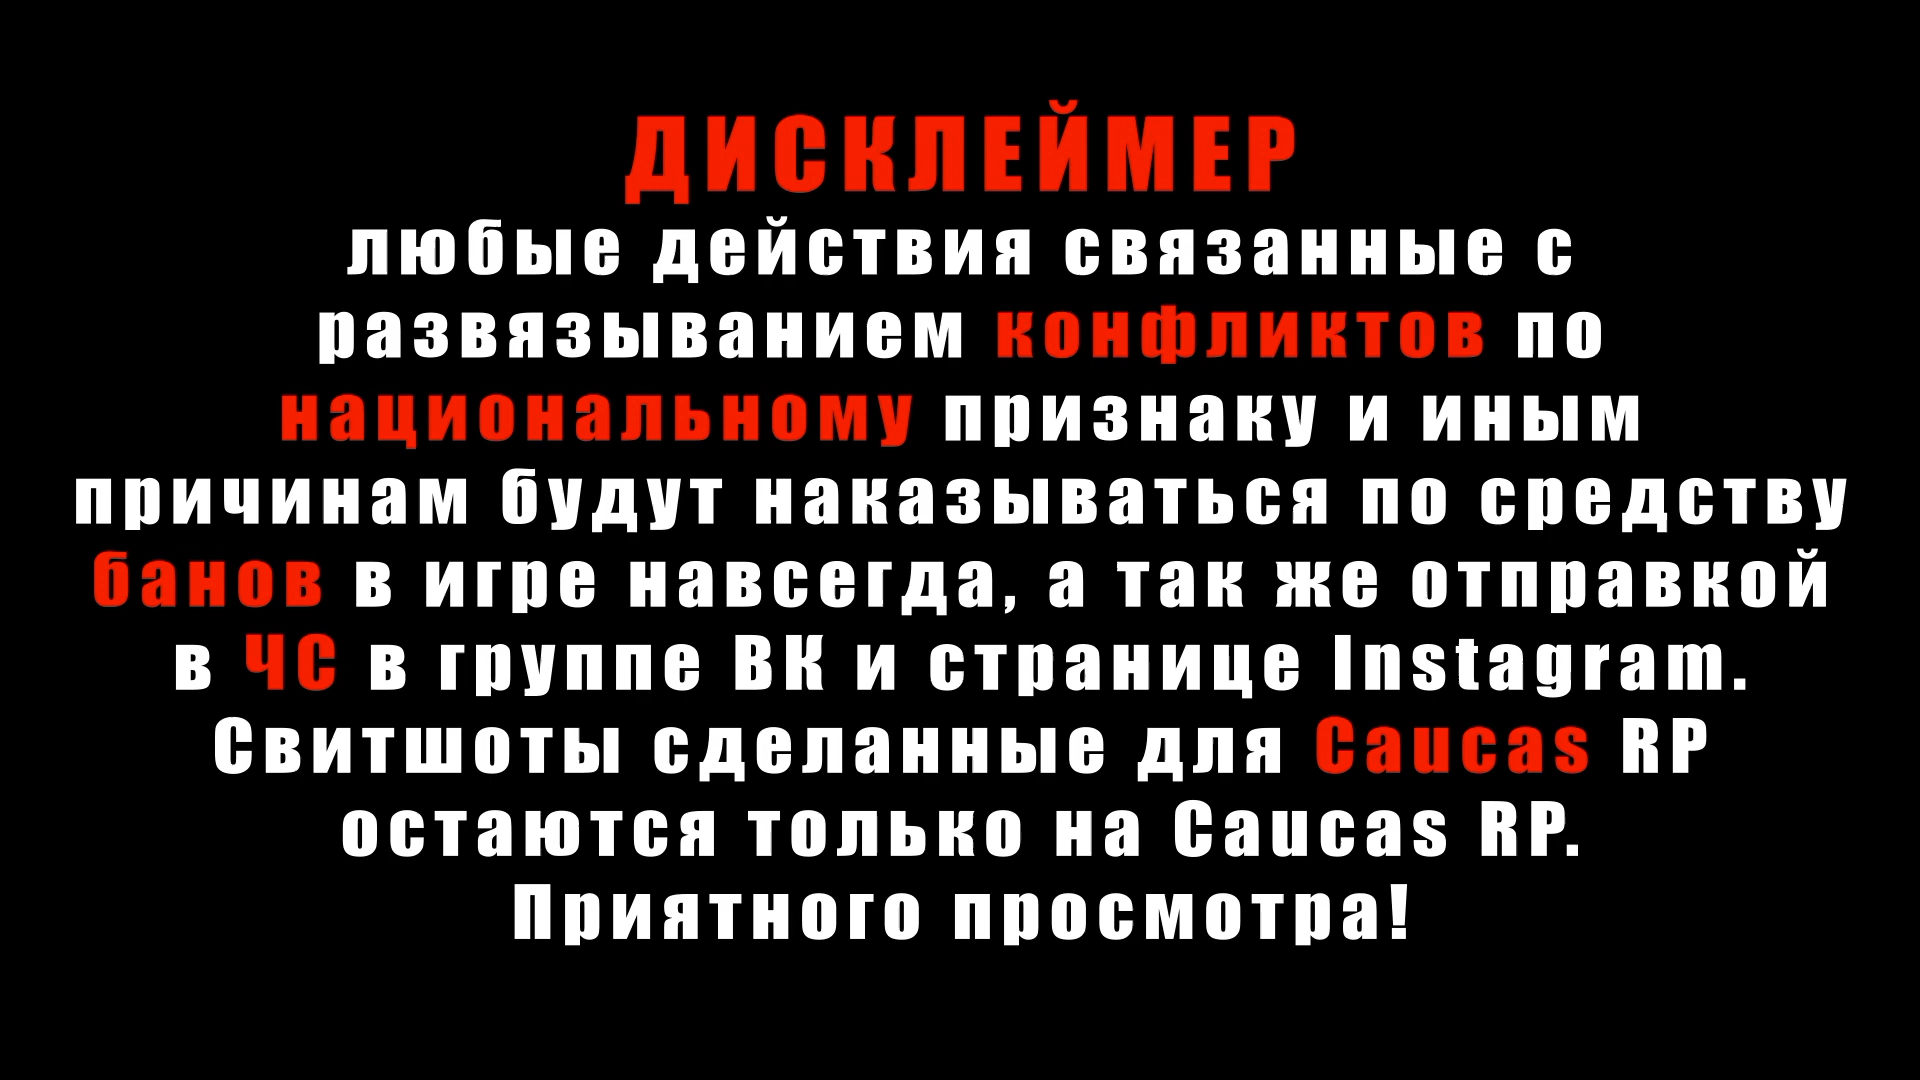 ДИСКЛЕЙМЕР
любые действия связанные с
развязыванием конфликтов по
национальному признаку и иным
причинам будут наказываться по средству
банов в игре навсегда, а так же отправкой
в ЧС в группе ВК и странице Instagram.
Свитшоты сделанные для Caucas RP
остаются только на Caucas RP.
Приятного просмотра!